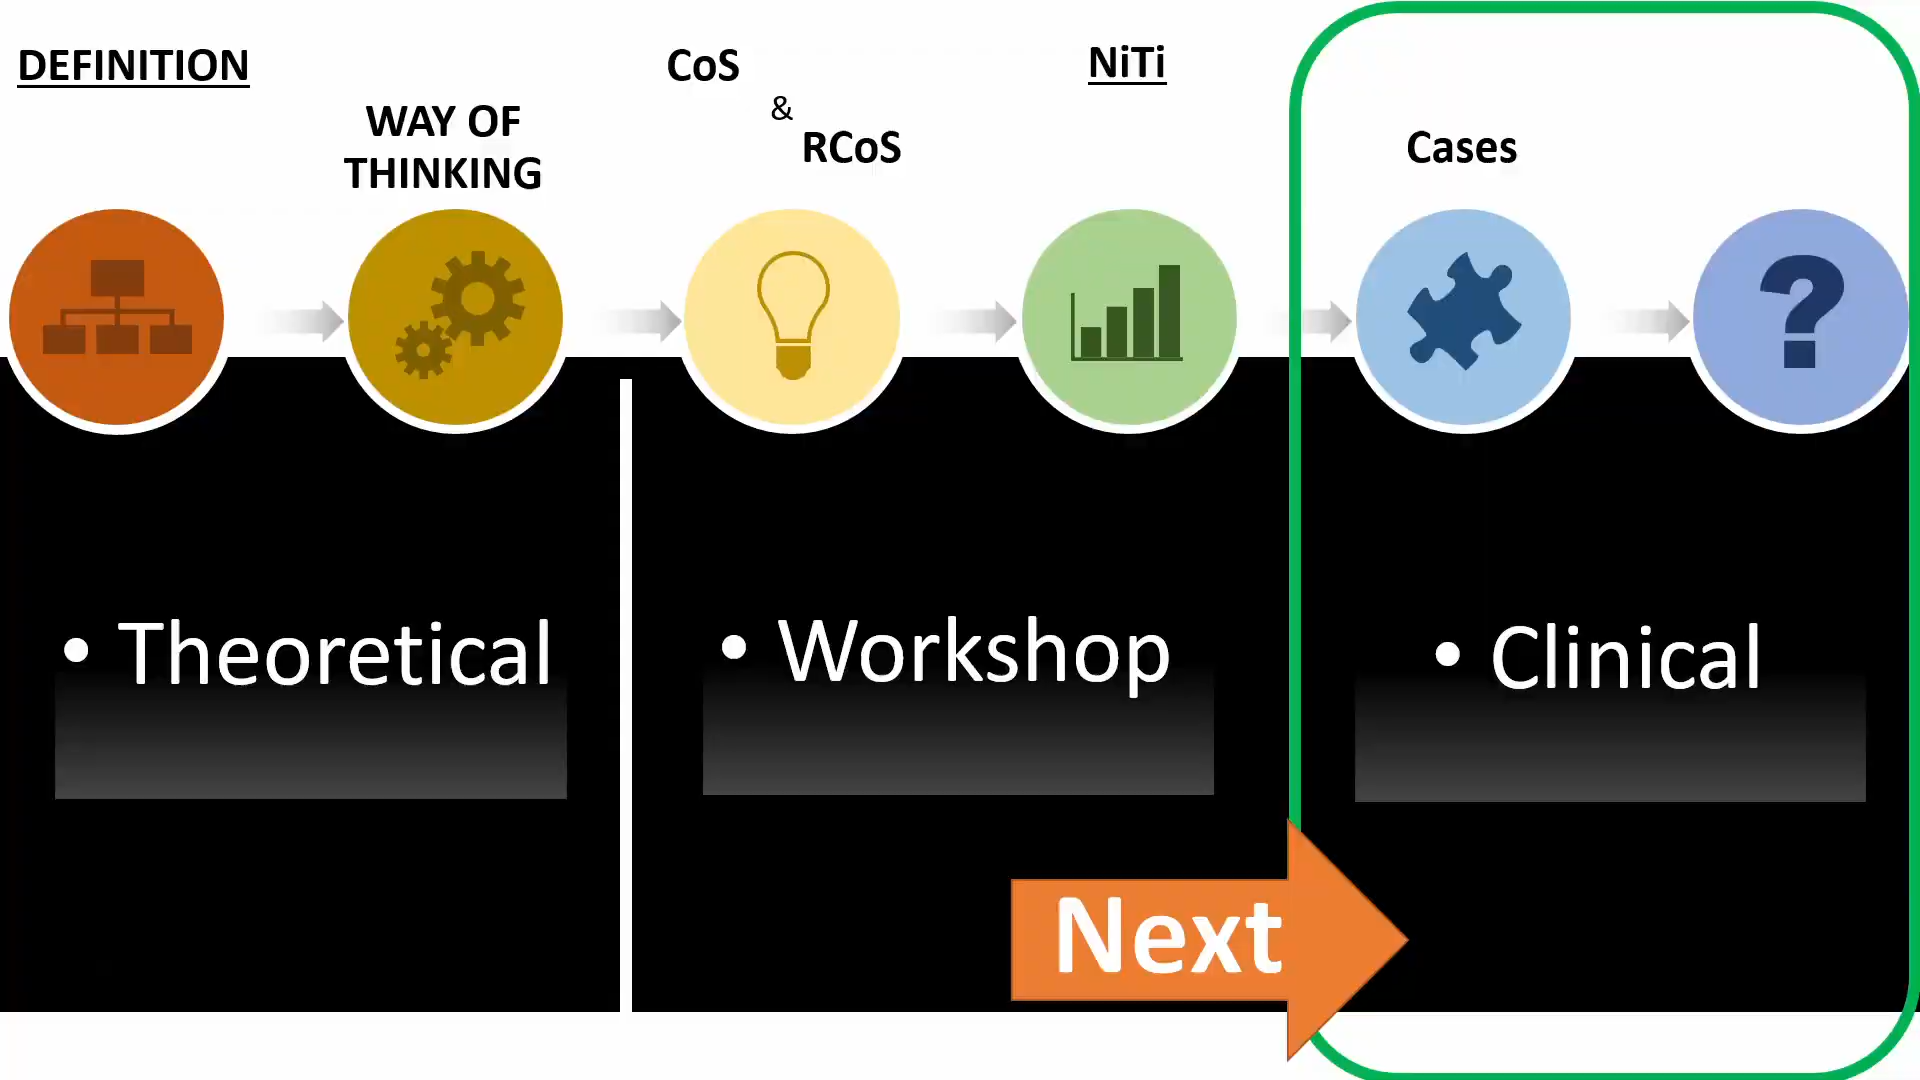 DEFINITION
WAY OF
THINKING
CoS
&
RCoS
NiTi
Cases
?
• Theoretical
• Workshop
• Clinical
Next